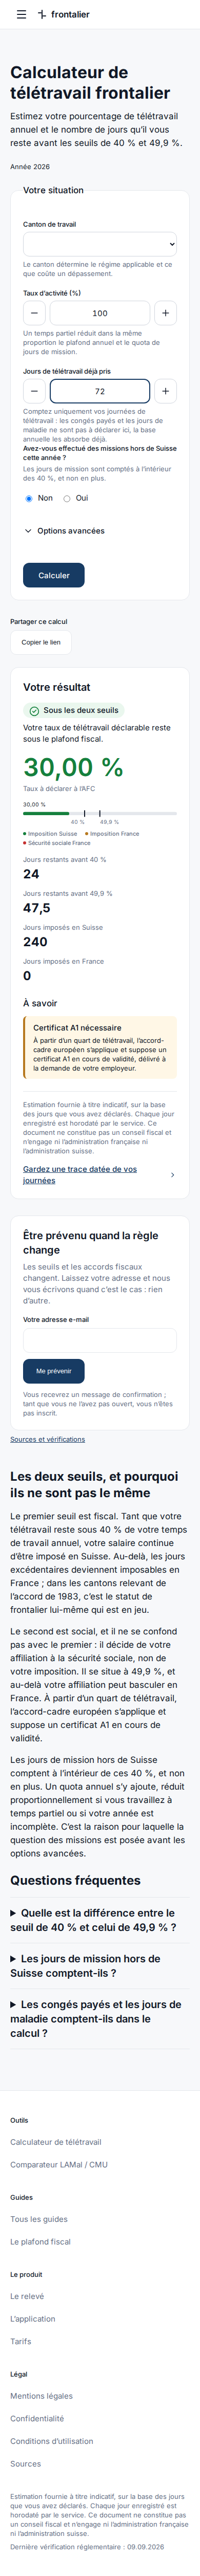 frontalier
Calculateur de
télétravail frontalier
Estimez votre pourcentage de télétravail
annuel et le nombre de jours qu’il vous
reste avant les seuils de 40 % et 49,9 %.
Année 2026
Votre situation
Canton de travail
Le canton détermine le régime applicable et ce
que coûte un dépassement.
Taux d’activité (%)
100
Un temps partiel réduit dans la même
proportion le plafond annuel et le quota de
jours de mission.
Jours de télétravail déjà pris
72
Comptez uniquement vos journées de
télétravail : les congés payés et les jours de
maladie ne sont pas à déclarer ici, la base
annuelle les absorbe déjà.
Avez-vous effectué des missions hors de Suisse
cette année ?
Les jours de mission sont comptés à l’intérieur
des 40 %, et non en plus.
Non
Oui
Options avancées
Calculer
Partager ce calcul
Copier le lien
Votre résultat
Sous les deux seuils
Votre taux de télétravail déclarable reste
sous le plafond fiscal.
30,00 %
Taux à déclarer à l’AFC
30,00 %
40 % 49,9 %
Imposition Suisse
Imposition France
Sécurité sociale France
Jours restants avant 40 %
24
Jours restants avant 49,9 %
47,5
Jours imposés en Suisse
240
Jours imposés en France
0
À savoir
Certificat A1 nécessaire
À partir d’un quart de télétravail, l’accord-
cadre européen s’applique et suppose un
certificat A1 en cours de validité, délivré à
la demande de votre employeur.
Estimation fournie à titre indicatif, sur la base
des jours que vous avez déclarés. Chaque jour
enregistré est horodaté par le service. Ce
document ne constitue pas un conseil fiscal et
n’engage ni l’administration française ni
l’administration suisse.
Gardez une trace datée de vos
journées
Être prévenu quand la règle
change
Les seuils et les accords fiscaux
changent. Laissez votre adresse et nous
vous écrivons quand c’est le cas : rien
d’autre.
Votre adresse e-mail
Me prévenir
Vous recevrez un message de confirmation ;
tant que vous ne l’avez pas ouvert, vous n’êtes
pas inscrit.
Sources et vérifications
Les deux seuils, et pourquoi
ils ne sont pas le même
Le premier seuil est fiscal. Tant que votre
télétravail reste sous 40 % de votre temps
de travail annuel, votre salaire continue
d’être imposé en Suisse. Au-delà, les jours
excédentaires deviennent imposables en
France ; dans les cantons relevant de
l’accord de 1983, c’est le statut de
frontalier lui-même qui est en jeu.
Le second est social, et il ne se confond
pas avec le premier : il décide de votre
affiliation à la sécurité sociale, non de
votre imposition. Il se situe à 49,9 %, et
au-delà votre affiliation peut basculer en
France. À partir d’un quart de télétravail,
l’accord-cadre européen s’applique et
suppose un certificat A1 en cours de
validité.
Les jours de mission hors de Suisse
comptent à l’intérieur de ces 40 %, et non
en plus. Un quota annuel s’y ajoute, réduit
proportionnellement si vous travaillez à
temps partiel ou si votre année est
incomplète. C’est la raison pour laquelle la
question des missions est posée avant les
options avancées.
Questions fréquentes
Quelle est la différence entre le
seuil de 40 % et celui de 49,9 % ?
Les jours de mission hors de
Suisse comptent-ils ?
Les congés payés et les jours de
maladie comptent-ils dans le
calcul ?
Outils
Calculateur de télétravail
Comparateur LAMal / CMU
Guides
Tous les guides
Le plafond fiscal
Le produit
Le relevé
L’application
Tarifs
Légal
Mentions légales
Confidentialité
Conditions d’utilisation
Sources
Estimation fournie à titre indicatif, sur la base des jours
que vous avez déclarés. Chaque jour enregistré est
horodaté par le service. Ce document ne constitue pas
un conseil fiscal et n’engage ni l’administration française
ni l’administration suisse.
Dernière vérification réglementaire : 09.09.2026